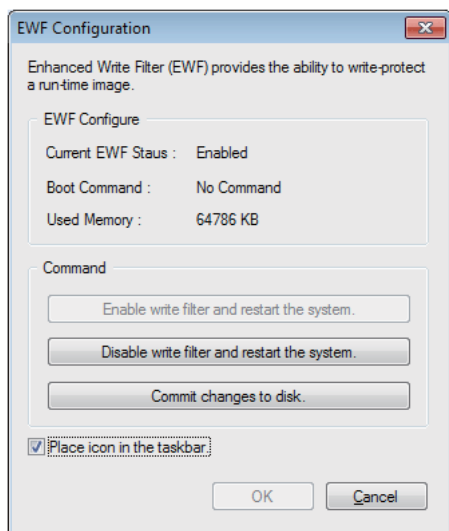 EWF Configuration
Enhanced Write Filter (EWF) provides the ability to write-protect
a run-time image.
EWF Configure
Current EWF Staus : Enabled
Boot Command : No Command
Used Memory : 64786 KB
Command
Enable write filter and restart the system.
Disable write filter and restart the system.
Commit changes to disk.
Place icon in the taskbar.
OK Cancel